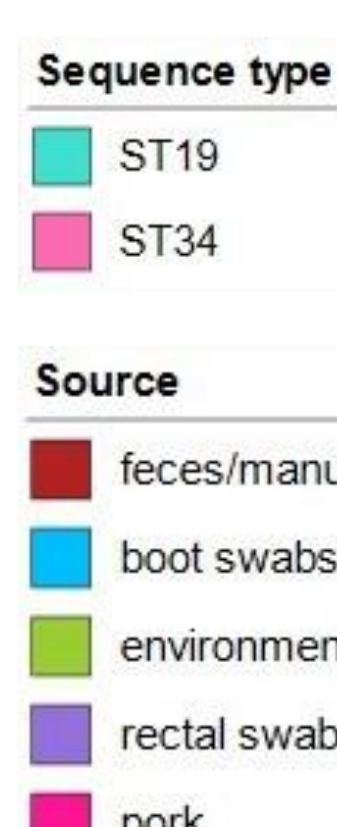 Sequence type
ST19
ST34
Source
feces/manu
boot swabs
environmen
rectal swab
pork